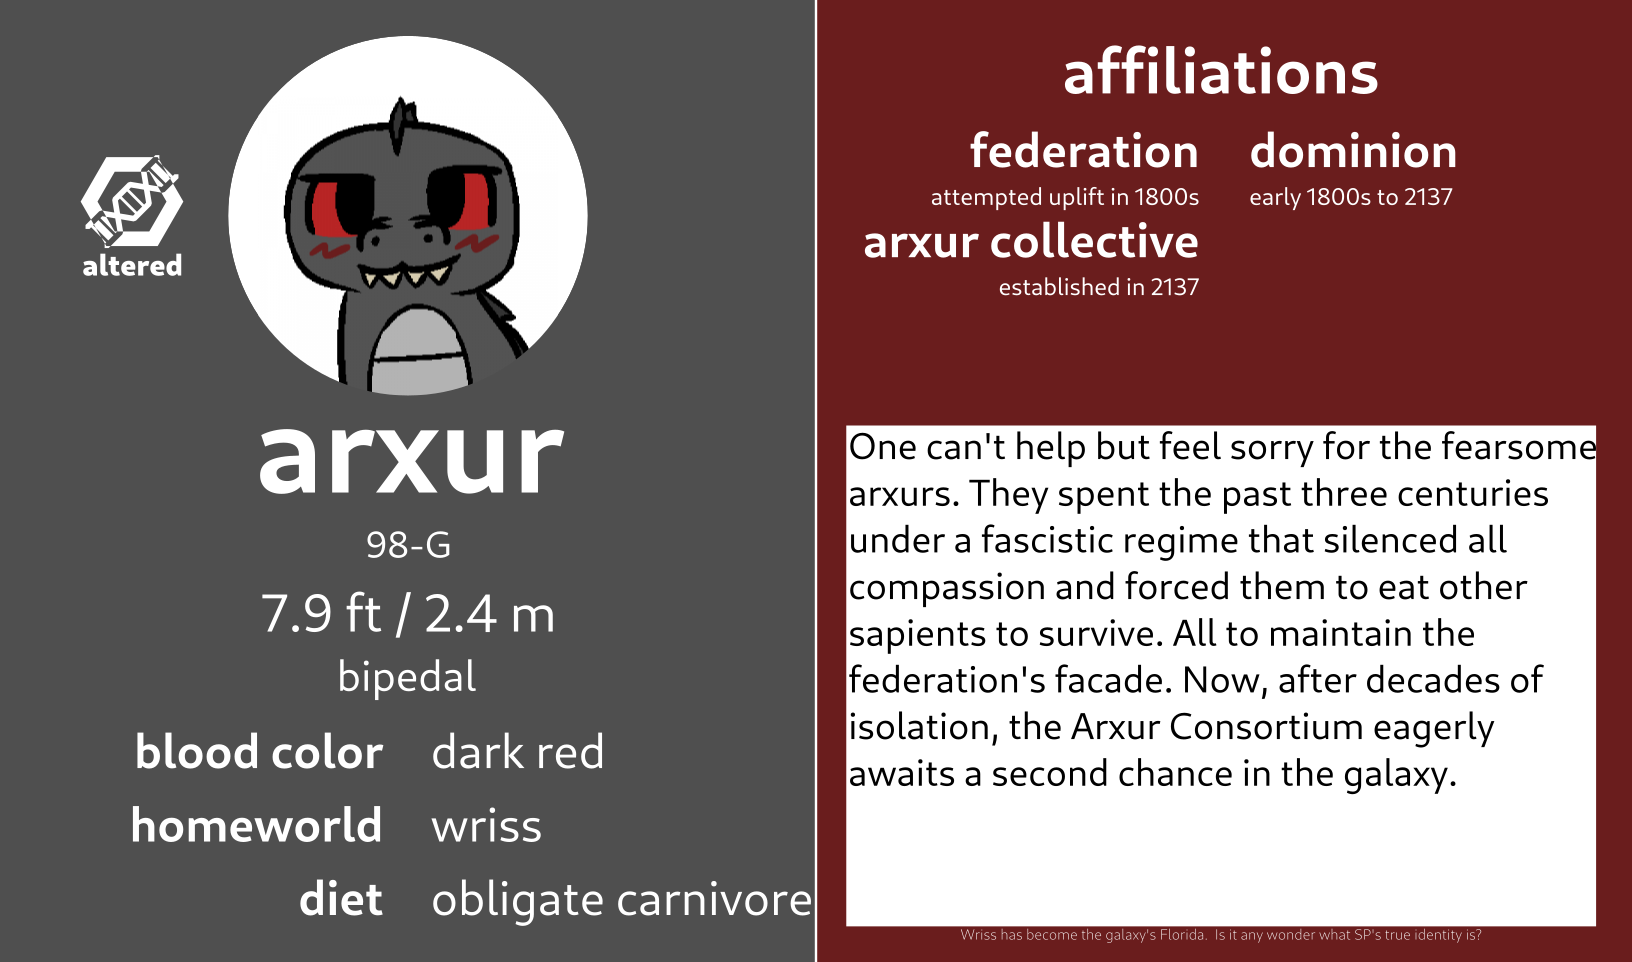 altered
arxur
98-G
7.9 ft / 2.4 m
bipedal
blood color dark red
homeworld wriss
diet obligate carnivore
affiliations
federation
attempted uplift in 1800s
dominion
early 1800s to 2137
arxur collective
established in 2137
One can't help but feel sorry for the fearsome
arxurs. They spent the past three centuries
under a fascistic regime that silenced all
compassion and forced them to eat other
sapients to survive. All to maintain the
federation's facade. Now, after decades of
isolation, the Arxur Consortium eagerly
awaits a second chance in the galaxy.
Wriss has become the galaxy's Florida. Is it any wonder what SP's true identity is?